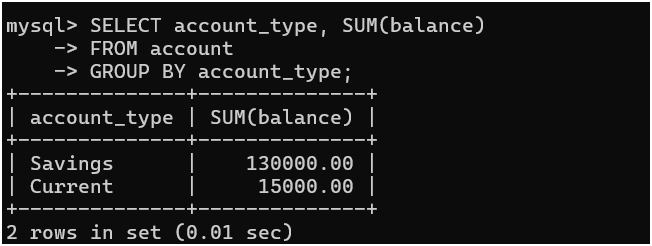 mysql> SELECT account_type, SUM(balance)
    -> FROM account
    -> GROUP BY account_type;
+--------------+--------------+
| account_type | SUM(balance) |
+--------------+--------------+
| Savings      |    130000.00 |
| Current      |     15000.00 |
+--------------+--------------+
2 rows in set (0.01 sec)